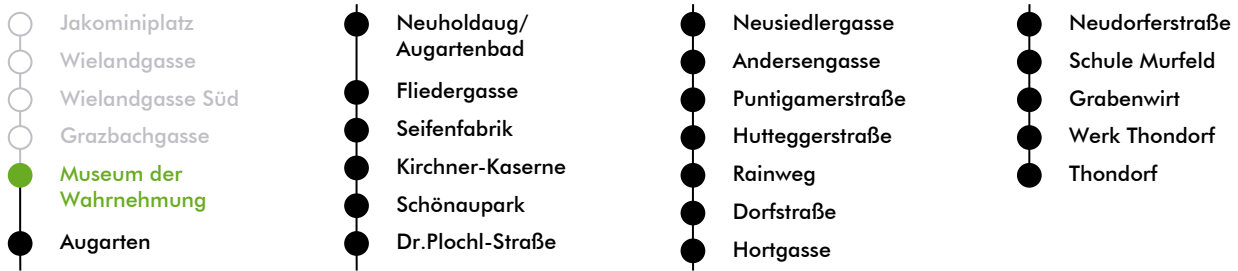 Jakominiplatz
Wielandgasse
Wielandgasse Süd
Grazbachgasse
Museum der
Wahrnehmung
Augarten
Neuholdaug/
Augartenbad
Fliedergasse
Seifenfabrik
Kirchner-Kaserne
Schönaupark
Dr.Plochl-Straße
Neusiedlergasse
Andersengasse
Puntigamerstraße
Hutteggerstraße
Rainweg
Dorfstraße
Hortgasse
Neudorferstraße
Schule Murfeld
Grabenwirt
Werk Thondorf
Thondorf